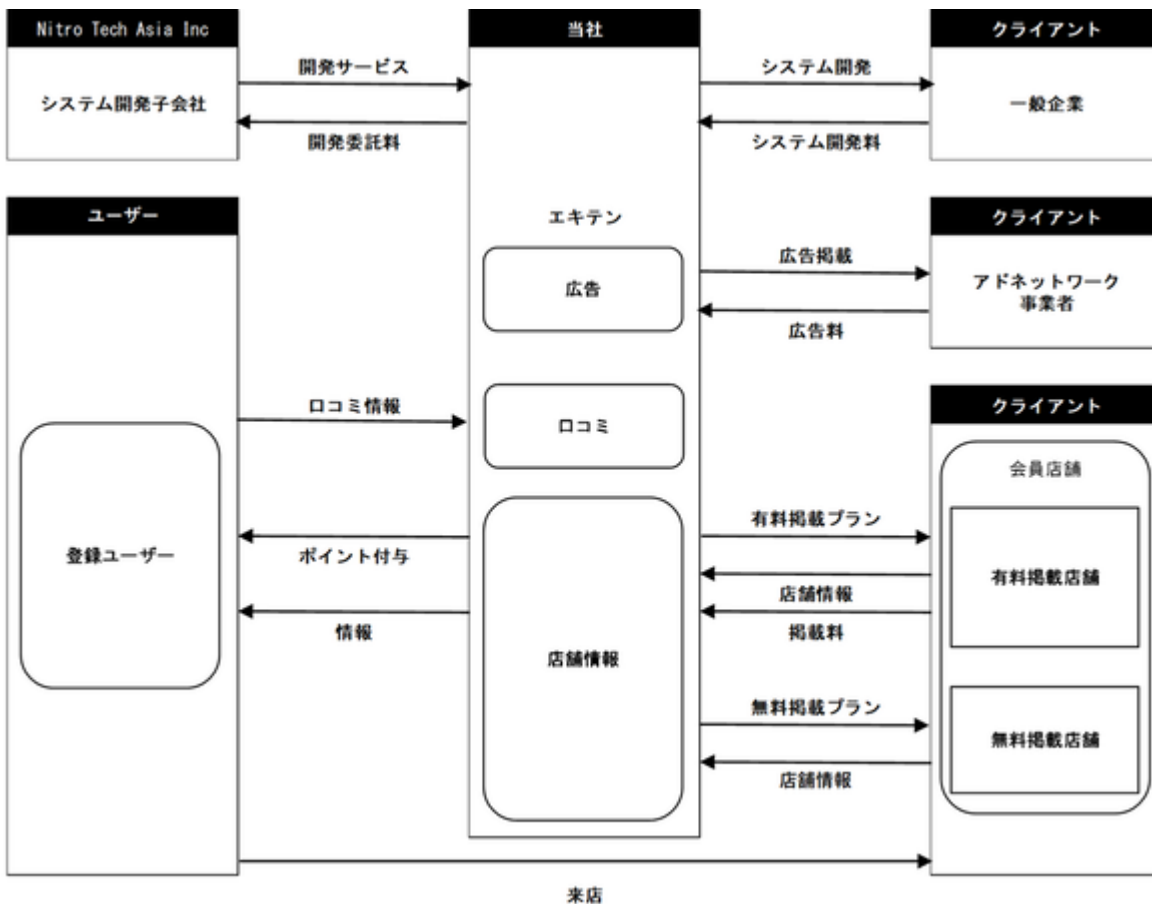 Nitro Tech Asia Inc
システム開発子会社
開発サービス
開発委託料
当社
システム開発
システム開発料
クライアント
一般企業
ユーザー
登録ユーザー
エキテン
広告
広告掲載
広告料
クライアント
アドネットワーク
事業者
口コミ情報
口コミ
ポイント付与
情報
店舗情報
クライアント
会員店舗
有料掲載プラン
店舗情報
掲載料
有料掲載店舗
無料掲載プラン
店舗情報
無料掲載店舗
来店